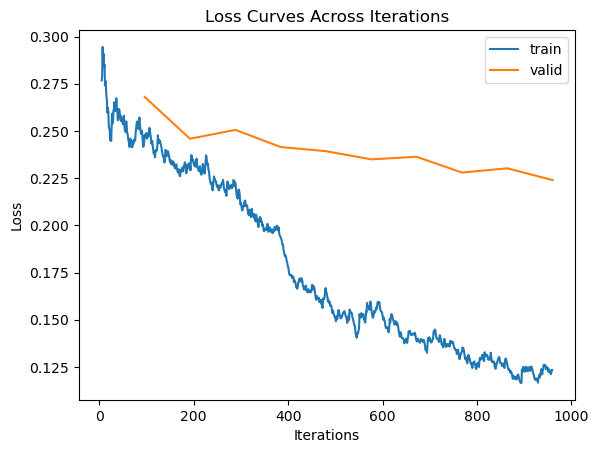 Loss Curves Across Iterations
train
valid
0.300
0.275
0.250
0.225
0.200
0.175
0.150
0.125
Loss
0 200 400 600 800 1000
Iterations